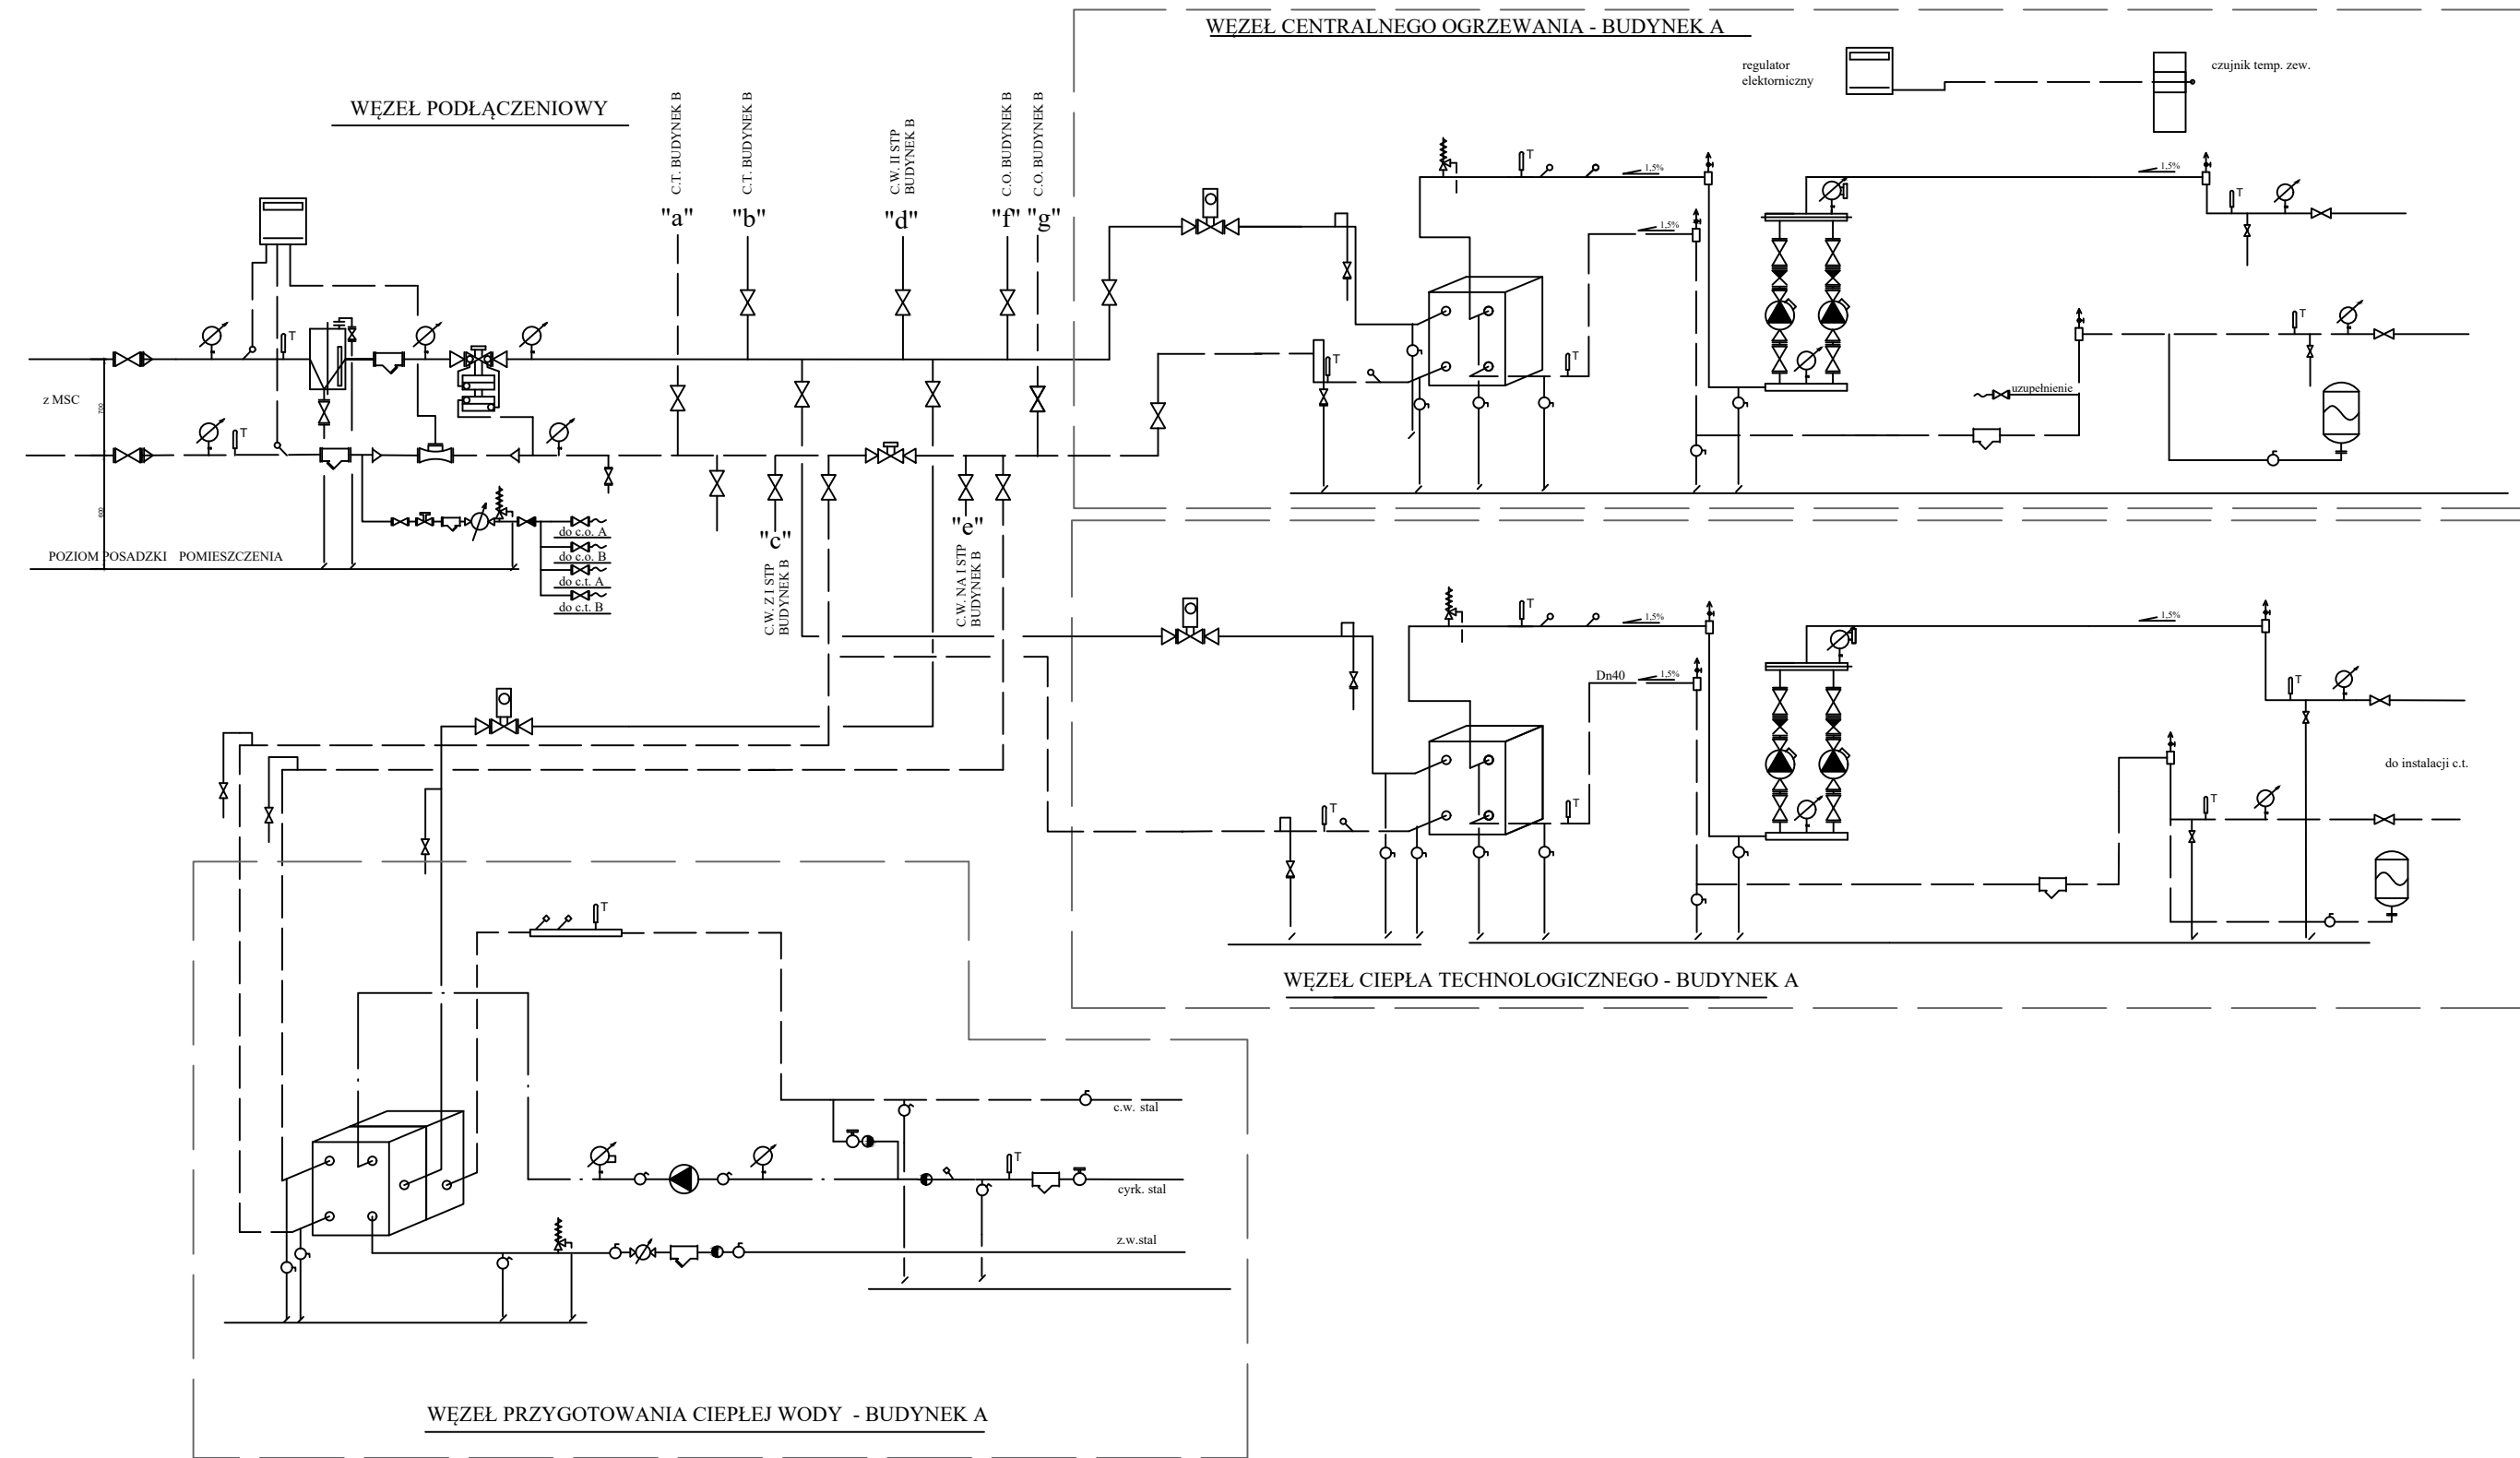 WĘZEŁ CENTRALNEGO OGRZEWANIA - BUDYNEK A
regulator
elektorniczny
czujnik temp. zew.
WĘZEŁ PODŁĄCZENIOWY
C.T. BUDYNEK B
C.T. BUDYNEK B
C.W. II STP
BUDYNEK B
C.O. BUDYNEK B
C.O. BUDYNEK B
"a"
"b"
"d"
"f"
"g"
T
1,5%
1,5%
T
1,5%
T
T
T
T
T
z MSC
700
T
uzupełnienie
600
"c"
"e"
do c.o. A
do c.o. B
do c.t. A
do c.t. B
POZIOM POSADZKI POMIESZCZENIA
C.W. Z I STP
BUDYNEK B
C.W. NA I STP
BUDYNEK B
T
1,5%
1,5%
Dn40
1,5%
T
do instalacji c.t.
T
T
T
T
WĘZEŁ CIEPŁA TECHNOLOGICZNEGO - BUDYNEK A
c.w. stal
T
cyrk. stal
z.w.stal
WĘZEŁ PRZYGOTOWANIA CIEPŁEJ WODY - BUDYNEK A